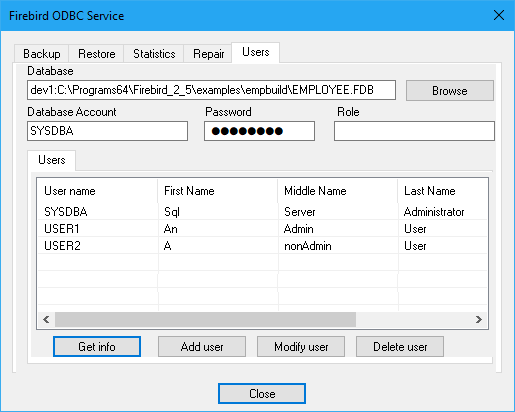 Firebird ODBC Service
Backup Restore Statistics Repair Users
Database
dev1:C:\Programs64\Firebird_2_5\examples\empbuild\EMPLOYEE.FDB Browse
Database Account Password Role
SYSDBA ●●●●●●●●
Users
User name First Name Middle Name Last Name
SYSDBA Sql Server Administrator
USER1 An Admin User
USER2 A nonAdmin User
Get info Add user Modify user Delete user
Close